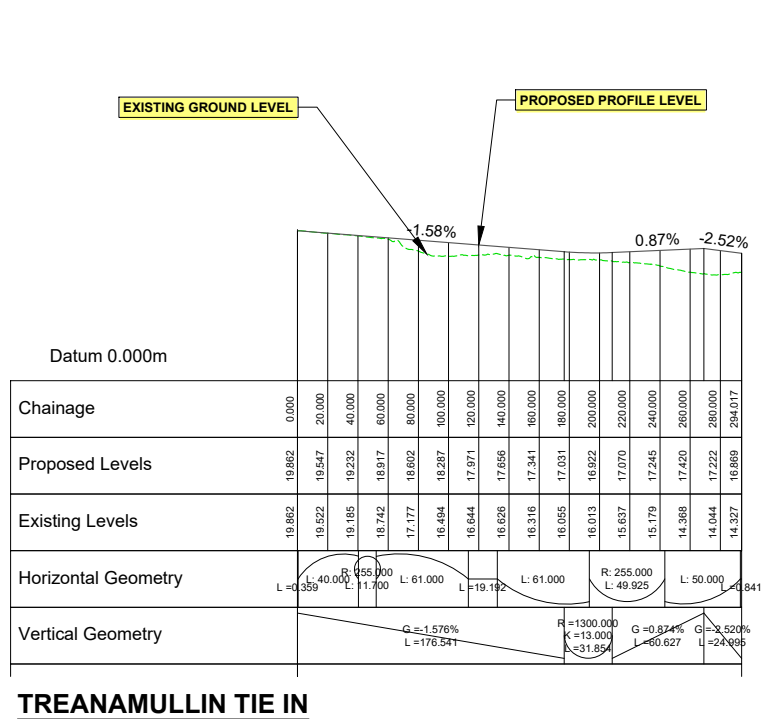 EXISTING GROUND LEVEL
PROPOSED PROFILE LEVEL
-1.58%
0.87%
-2.52%
Datum 0.000m
Chainage
0.000 20.000 40.000 60.000 80.000 100.000 120.000 140.000 160.000 180.000 200.000 220.000 240.000 260.000 280.000 294.017
Proposed Levels
19.862 19.547 19.232 18.917 18.602 18.287 17.971 17.656 17.341 17.031 16.922 17.070 17.245 17.420 17.222 16.869
Existing Levels
19.862 19.522 19.185 18.742 17.177 16.494 16.644 16.626 16.316 16.055 16.013 15.637 15.179 14.368 14.044 14.327
Horizontal Geometry
L =0.359
L: 40.000
R: 255.000
L: 11.700
L: 61.000
L =19.192
L: 61.000
R: 255.000
L: 49.925
L: 50.000
L =0.841
Vertical Geometry
G =-1.576%
L =176.541
R =1300.000
K =13.000
L =31.854
G =0.874%
L =60.627
G =-2.520%
L =24.995
TREANAMULLIN TIE IN